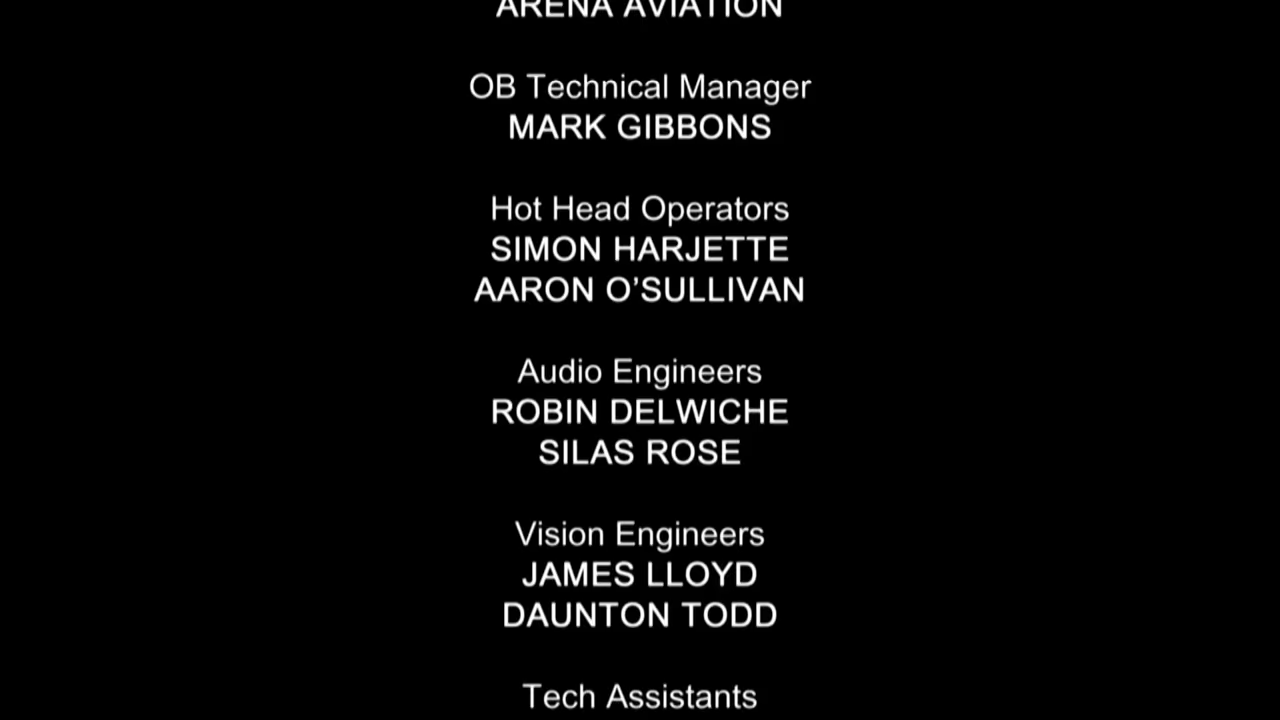 ARENA AVIATION
OB Technical Manager
MARK GIBBONS
Hot Head Operators
SIMON HARJETTE
AARON O’SULLIVAN
Audio Engineers
ROBIN DELWICHE
SILAS ROSE
Vision Engineers
JAMES LLOYD
DAUNTON TODD
Tech Assistants